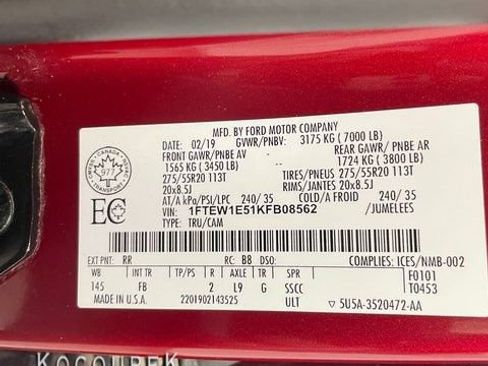 MFD. BY FORD MOTOR COMPANY
DATE: 02/19 GVWR/PNBV: 3175 KG ( 7000 LB)
FRONT GAWR/PNBE AV REAR GAWR/ PNBE AR
1565 KG ( 3450 LB) 1724 KG ( 3800 LB)
275/55R20 113T TIRES/PNEUS 275/55R20 113T
20x8.5J RIMS/JANTES 20x8.5J
AT/A kPa/PSI/LPC 240/ 35 COLD/A FROID 240/ 35
VIN: 1FTEW1E51KFB08562 /JUMELEES
TYPE: TRU/CAM
CANADA
977
EC
EXT PNT: RR RC: B8 DSO: COMPLIES: ICES/NMB-002
WB INT TR TP/PS R AXLE TR SPR F0101
145 FB 2 L9 G SSCC T0453
MADE IN U.S.A. 2201902143525 ULT ▽ 5U5A-3520472-AA